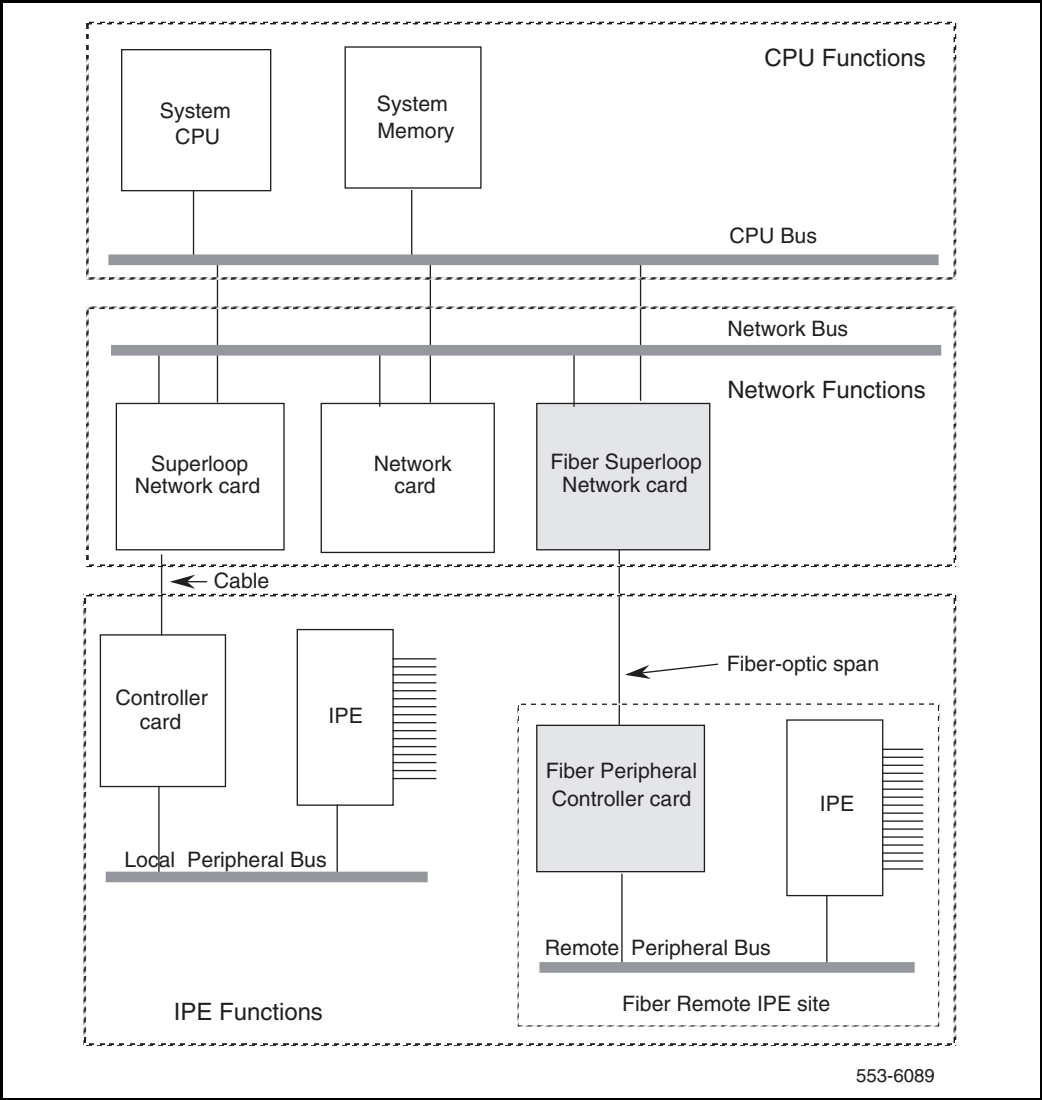 CPU Functions
System
CPU
System
Memory
CPU Bus
Network Bus
Network Functions
Superloop
Network card
Network
card
Fiber Superloop
Network card
Cable
Controller
card
IPE
Fiber-optic span
Fiber Peripheral
Controller card
IPE
Local Peripheral Bus
Remote Peripheral Bus
Fiber Remote IPE site
IPE Functions
553-6089